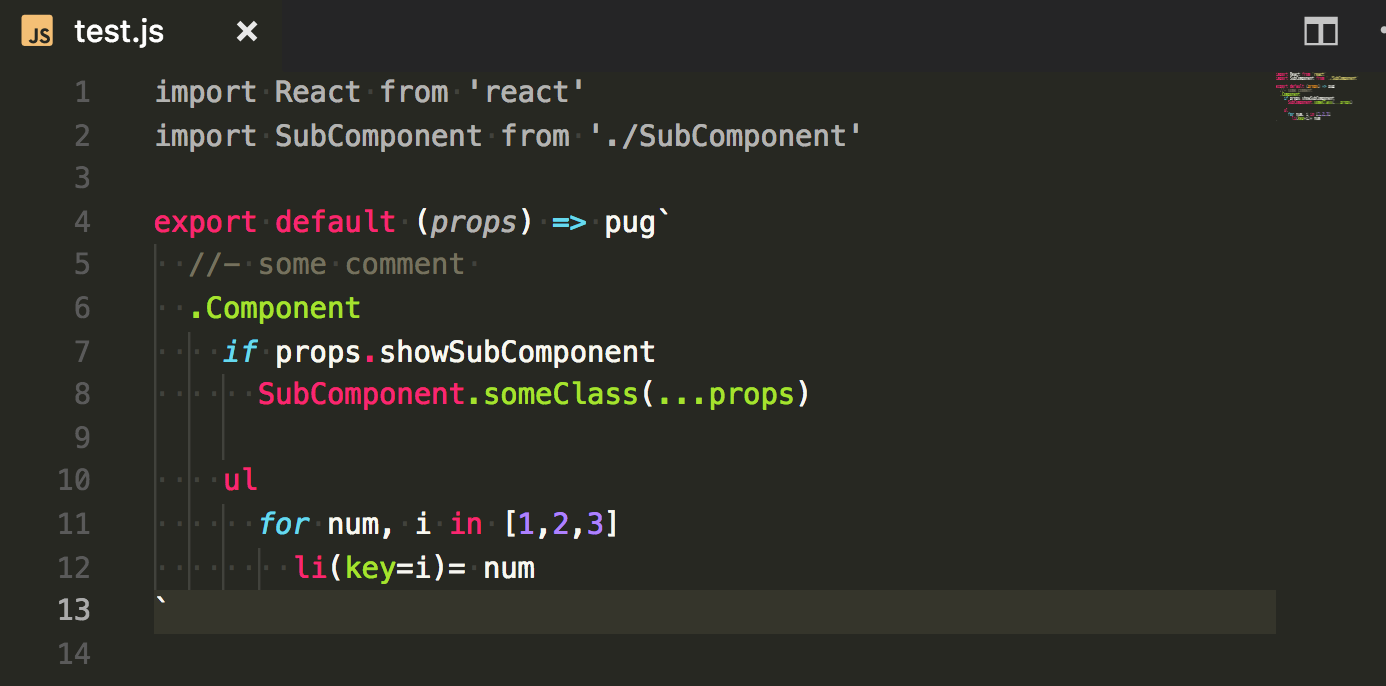 JS test.js ×
1 import React from 'react'
2 import SubComponent from './SubComponent'
3
4 export default (props) => pug`
5   //- some comment
6   .Component
7     if props.showSubComponent
8       SubComponent.someClass(...props)
9
10     ul
11       for num, i in [1,2,3]
12         li(key=i)= num
13 `
14